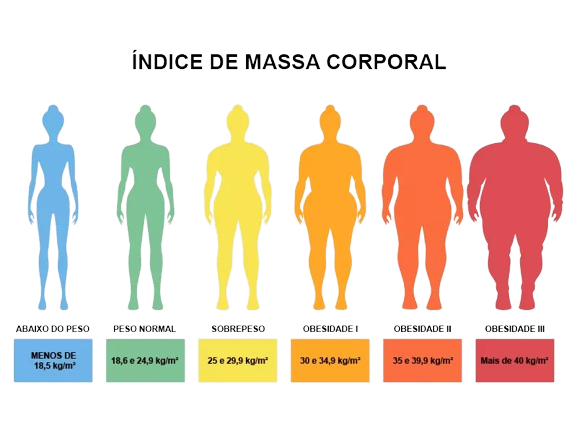 ÍNDICE DE MASSA CORPORAL
ABAIXO DO PESO
PESO NORMAL
SOBREPESO
OBESIDADE I
OBESIDADE II
OBESIDADE III
MENOS DE
18,5 kg/m²
18,6 e 24,9 kg/m²
25 e 29,9 kg/m²
30 e 34,9 kg/m²
35 e 39,9 kg/m²
Mais de 40 kg/m²